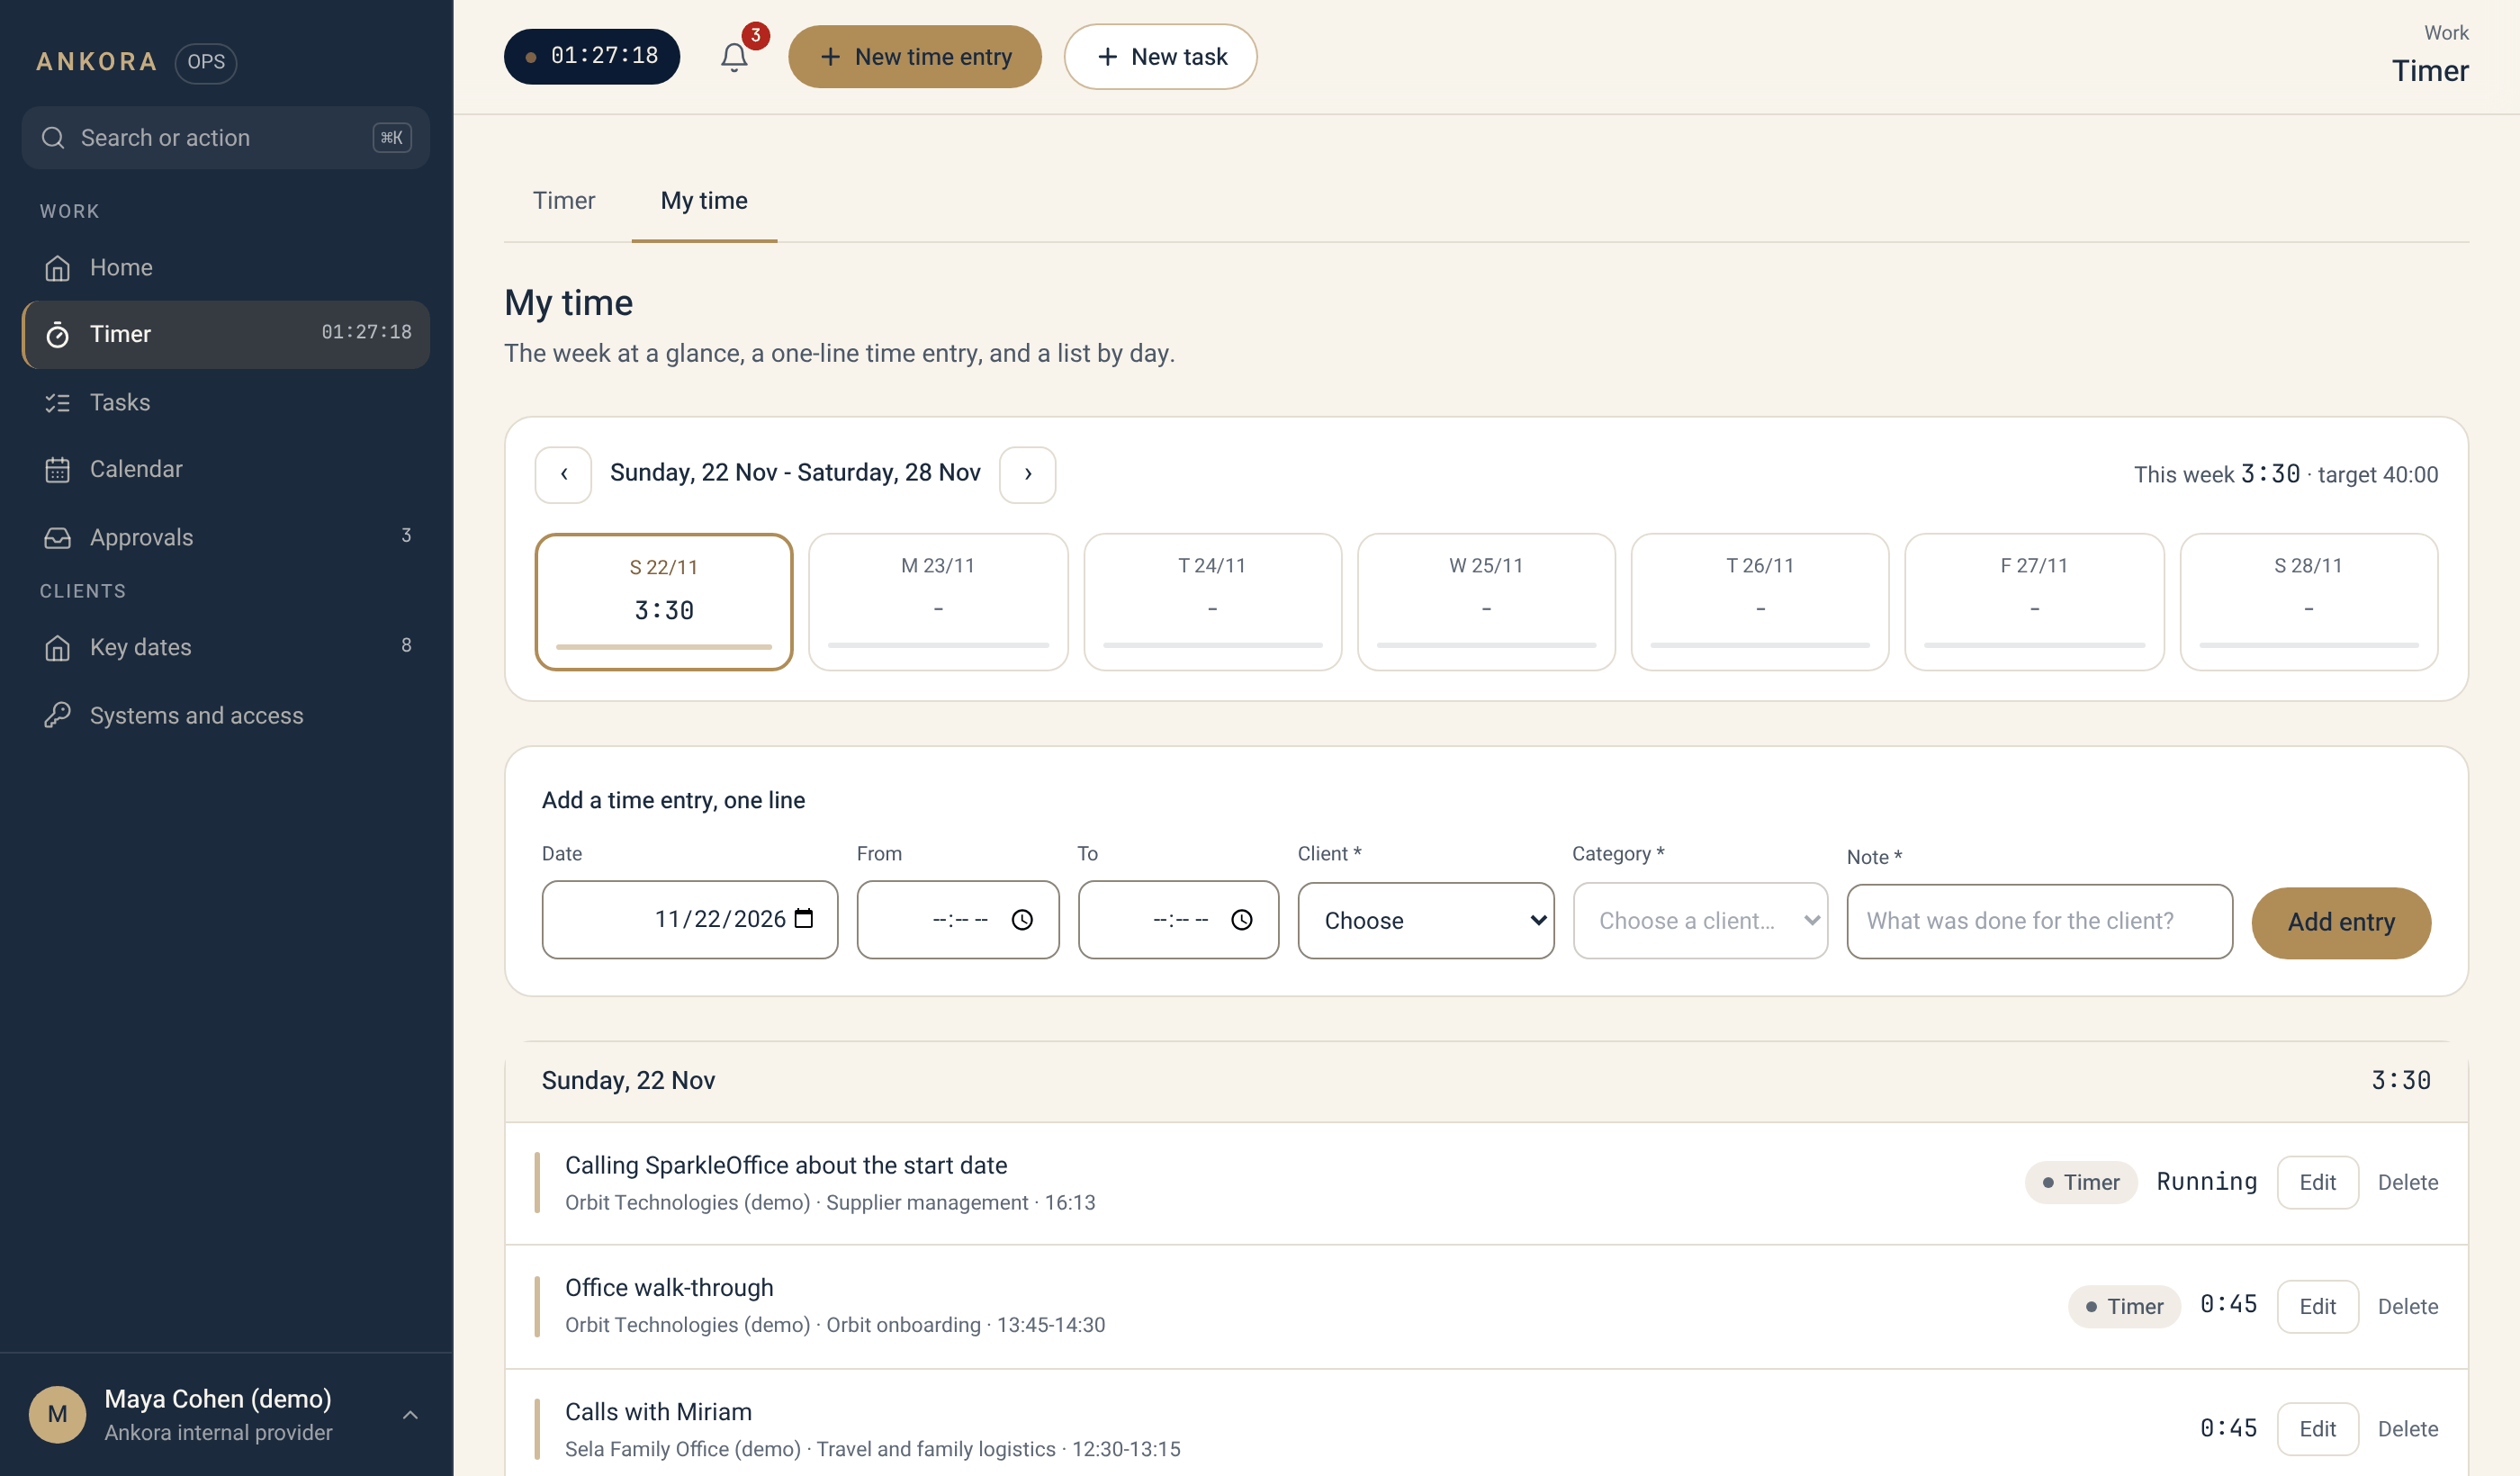 ANKORA OPS
Search or action ⌘K
WORK
Home
Timer 01:27:18
Tasks
Calendar
Approvals 3
CLIENTS
Key dates 8
Systems and access
Maya Cohen (demo)
M
Ankora internal provider
01:27:18
3
+ New time entry
+ New task
Work
Timer
Timer My time
My time
The week at a glance, a one-line time entry, and a list by day.
‹ Sunday, 22 Nov - Saturday, 28 Nov ›
This week 3:30 · target 40:00
S 22/11 M 23/11 T 24/11 W 25/11 T 26/11 F 27/11 S 28/11
3:30 - - - - - -
Add a time entry, one line
Date From To Client * Category * Note *
11/22/2026 --:-- -- --:-- -- Choose Choose a client... What was done for the client? Add entry
Sunday, 22 Nov 3:30
Calling SparkleOffice about the start date
Orbit Technologies (demo) · Supplier management · 16:13
Timer Running Edit Delete
Office walk-through
Orbit Technologies (demo) · Orbit onboarding · 13:45-14:30
Timer 0:45 Edit Delete
Calls with Miriam
Sela Family Office (demo) · Travel and family logistics · 12:30-13:15
0:45 Edit Delete